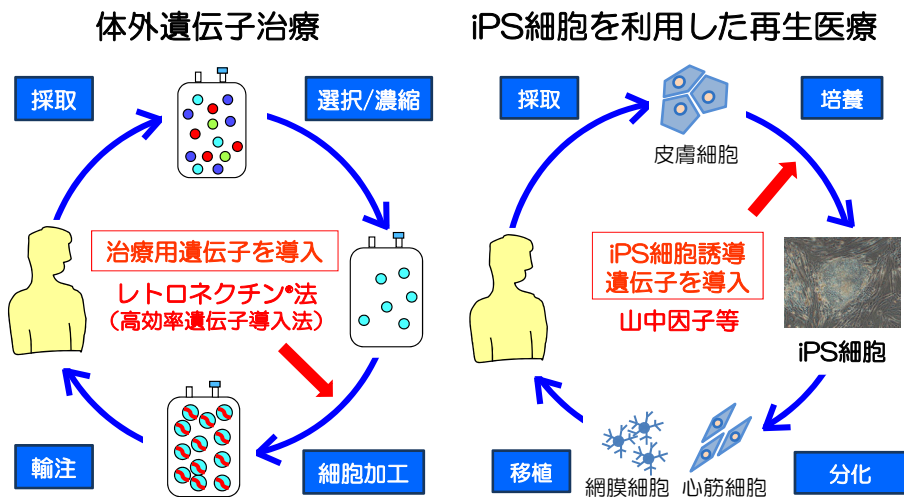 体外遺伝子治療
採取
選択/濃縮
治療用遺伝子を導入
レトロネクチン®法
（高効率遺伝子導入法）
輸注
細胞加工
iPS細胞を利用した再生医療
採取
培養
皮膚細胞
iPS細胞誘導
遺伝子を導入
山中因子等
iPS細胞
移植
網膜細胞
心筋細胞
分化